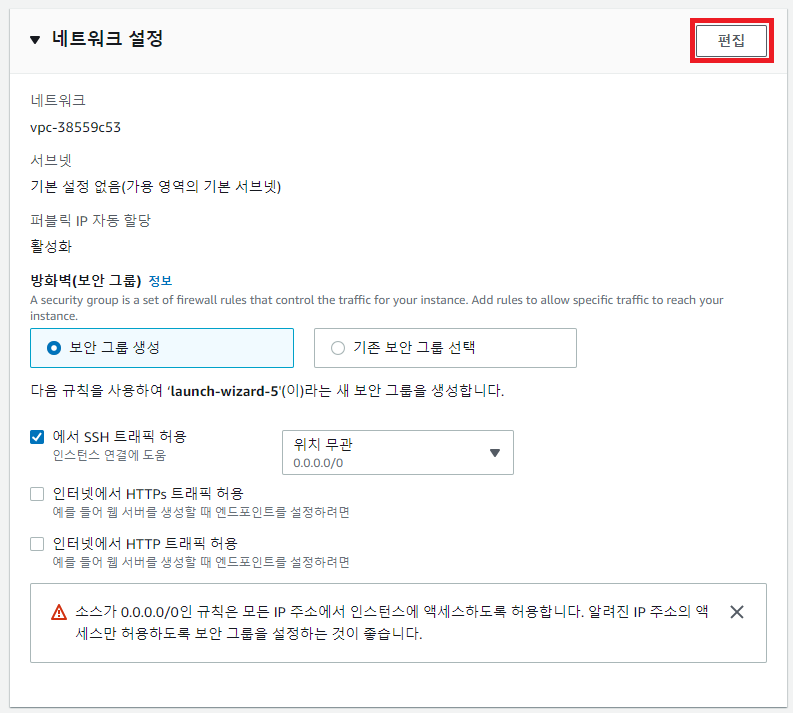 ▼ 네트워크 설정
편집
네트워크
vpc-38559c53
서브넷
기본 설정 없음(가용 영역의 기본 서브넷)
퍼블릭 IP 자동 할당
활성화
방화벽(보안 그룹) 정보
A security group is a set of firewall rules that control the traffic for your instance. Add rules to allow specific traffic to reach your
instance.
보안 그룹 생성
기존 보안 그룹 선택
다음 규칙을 사용하여 'launch-wizard-5'(이)라는 새 보안 그룹을 생성합니다.
에서 SSH 트래픽 허용
인스턴스 연결에 도움
위치 무관
0.0.0.0/0
인터넷에서 HTTPs 트래픽 허용
예를 들어 웹 서버를 생성할 때 엔드포인트를 설정하려면
인터넷에서 HTTP 트래픽 허용
예를 들어 웹 서버를 생성할 때 엔드포인트를 설정하려면
소스가 0.0.0.0/0인 규칙은 모든 IP 주소에서 인스턴스에 액세스하도록 허용합니다. 알려진 IP 주소의 액
세스만 허용하도록 보안 그룹을 설정하는 것이 좋습니다.